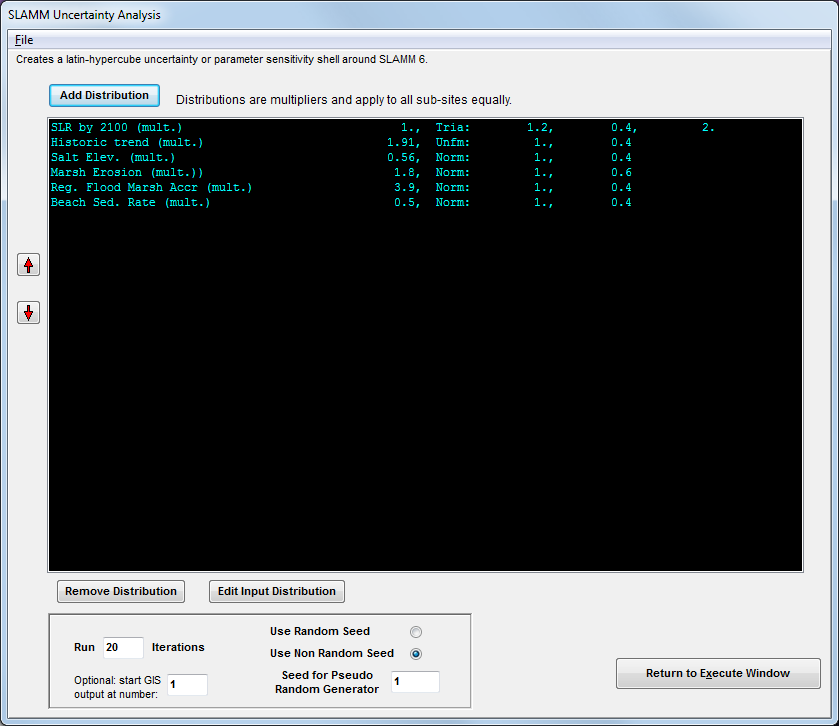 SLAMM Uncertainty Analysis
File
Creates a latin-hypercube uncertainty or parameter sensitivity shell around SLAMM 6.
Add Distribution
Distributions are multipliers and apply to all sub-sites equally.
SLR by 2100 (mult.) 1., Tria: 1.2, 0.4, 2.
Historic trend (mult.) 1.91, Unfm: 1., 0.4
Salt Elev. (mult.) 0.56, Norm: 1., 0.4
Marsh Erosion (mult.)) 1.8, Norm: 1., 0.6
Reg. Flood Marsh Accr (mult.) 3.9, Norm: 1., 0.4
Beach Sed. Rate (mult.) 0.5, Norm: 1., 0.4
Remove Distribution
Edit Input Distribution
Run 20 Iterations
Optional: start GIS
output at number: 1
Use Random Seed
Use Non Random Seed
Seed for Pseudo
Random Generator 1
Return to Execute Window